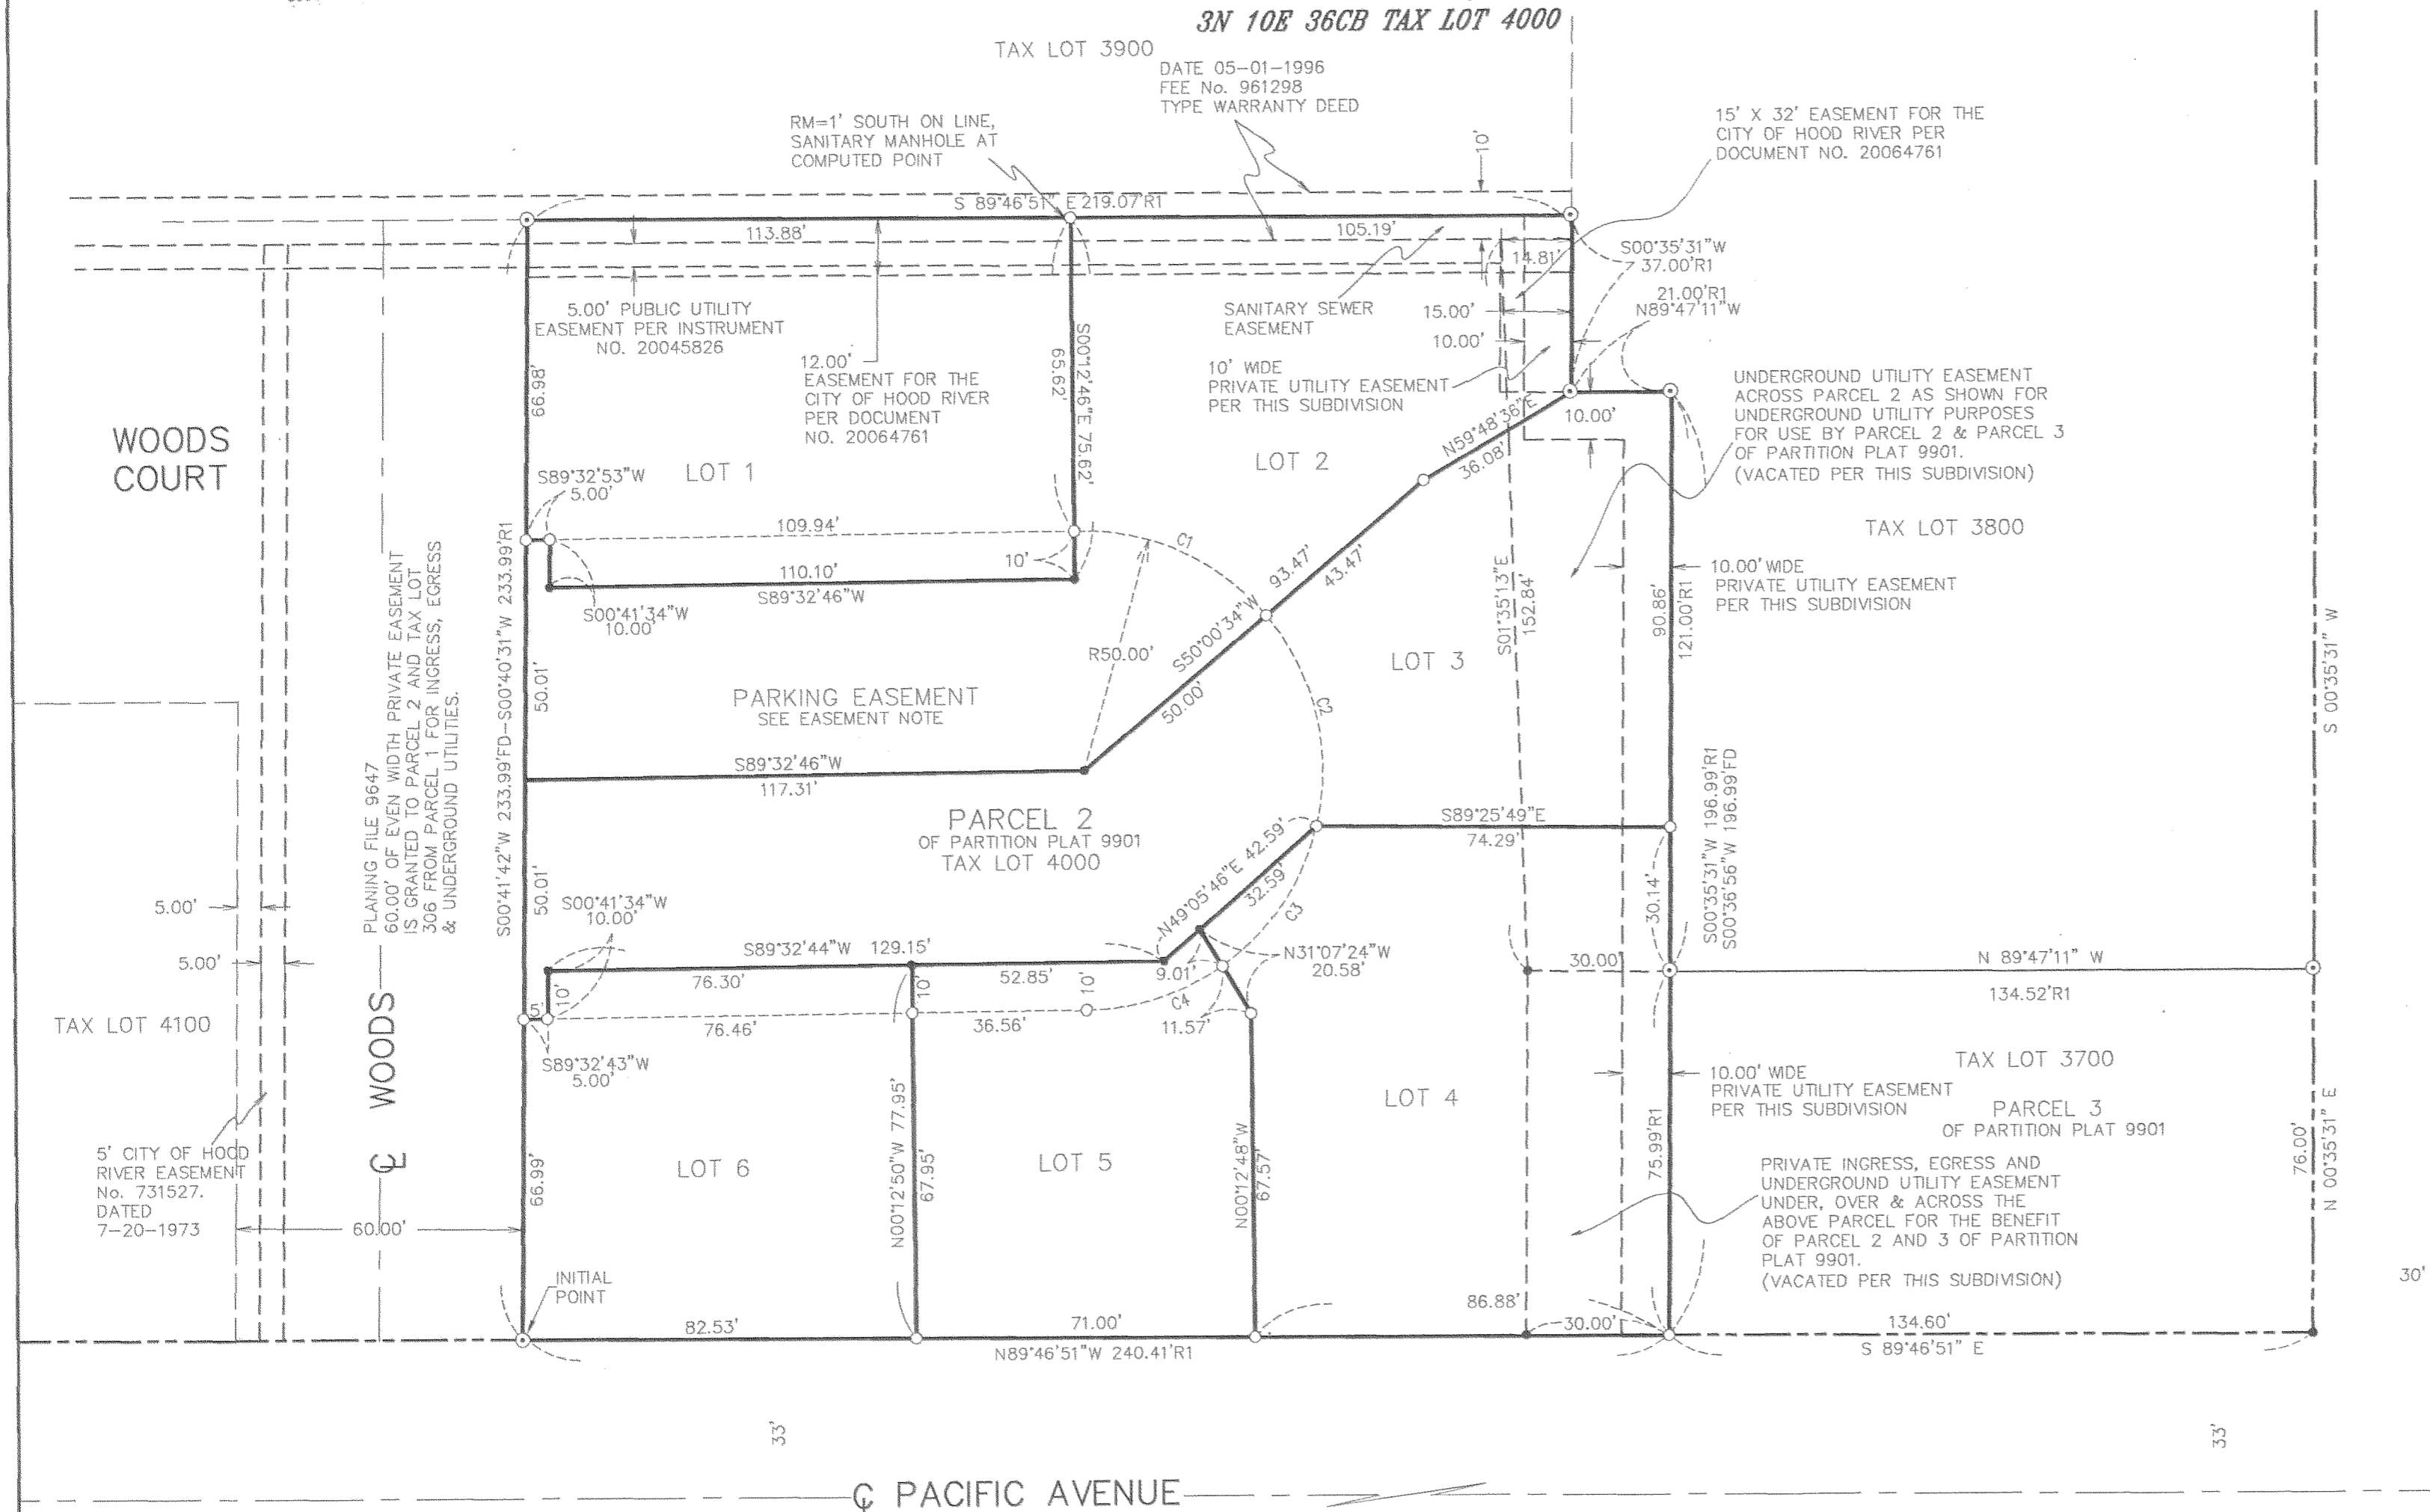 3N 10E 36CB TAX LOT 4000
TAX LOT 3900
DATE 05-01-1996
FEE No. 961298
TYPE WARRANTY DEED
RM=1' SOUTH ON LINE,
SANITARY MANHOLE AT
COMPUTED POINT
15' X 32' EASEMENT FOR THE
CITY OF HOOD RIVER PER
DOCUMENT NO. 20064761
10'
S 89°46'51" E 219.07'R1
113.88'
105.19'
14.81'
S00°35'31"W
37.00'R1
21.00'R1
N89°47'11"W
5.00' PUBLIC UTILITY
EASEMENT PER INSTRUMENT
NO. 20045826
12.00'
EASEMENT FOR THE
CITY OF HOOD RIVER
PER DOCUMENT
NO. 20064761
SANITARY SEWER
EASEMENT
15.00'
10.00'
10' WIDE
PRIVATE UTILITY EASEMENT
PER THIS SUBDIVISION
10.00'
UNDERGROUND UTILITY EASEMENT
ACROSS PARCEL 2 AS SHOWN FOR
UNDERGROUND UTILITY PURPOSES
FOR USE BY PARCEL 2 & PARCEL 3
OF PARTITION PLAT 9901.
(VACATED PER THIS SUBDIVISION)
66.98'
S00°12'46"E 75.62'
65.62'
N59°48'36"E
36.08'
WOODS
COURT
LOT 1
LOT 2
S89°32'53"W
5.00'
109.94'
C1
10'
110.10'
S89°32'46"W
S00°41'34"W
10.00'
93.47'
43.47'
S50°00'34"W
50.00'
R50.00'
S01°35'13"E
152.84'
TAX LOT 3800
10.00' WIDE
PRIVATE UTILITY EASEMENT
PER THIS SUBDIVISION
90.86'
121.00'R1
LOT 3
C2
S 00°35'31" W
S00°41'42"W 233.99'FD-S00°40'31"W 233.99'R1
50.01'
PARKING EASEMENT
SEE EASEMENT NOTE
S89°32'46"W
117.31'
PLANING FILE 9647
60.00' OF EVEN WIDTH PRIVATE EASEMENT
IS GRANTED TO PARCEL 2 AND TAX LOT
306 FROM PARCEL 1 FOR INGRESS, EGRESS
& UNDERGROUND UTILITIES.
PARCEL 2
OF PARTITION PLAT 9901
TAX LOT 4000
S89°25'49"E
74.29'
S00°35'31"W 196.99'R1
S00°36'56"W 196.99'FD
50.01'
S00°41'34"W
10.00'
N49°05'46"E 42.59'
32.59'
C3
30.14'
5.00'
5.00'
S89°32'44"W 129.15'
76.30'
52.85'
9.01'
N31°07'24"W
20.58'
30.00'
N 89°47'11" W
134.52'R1
10'
10'
10'
5'
C4
11.57'
76.46'
36.56'
S89°32'43"W
5.00'
TAX LOT 4100
WOODS
TAX LOT 3700
10.00' WIDE
PRIVATE UTILITY EASEMENT
PER THIS SUBDIVISION
PARCEL 3
OF PARTITION PLAT 9901
LOT 4
N00°12'50"W 77.95'
67.95'
N00°12'48"W
67.57'
75.99'R1
76.00'
N 00°35'31" E
5' CITY OF HOOD
RIVER EASEMENT
No. 731527.
DATED
7-20-1973
60.00'
66.99'
LOT 6
LOT 5
PRIVATE INGRESS, EGRESS AND
UNDERGROUND UTILITY EASEMENT
UNDER, OVER & ACROSS THE
ABOVE PARCEL FOR THE BENEFIT
OF PARCEL 2 AND 3 OF PARTITION
PLAT 9901.
(VACATED PER THIS SUBDIVISION)
30'
INITIAL
POINT
82.53'
71.00'
86.88'
30.00'
134.60'
N89°46'51"W 240.41'R1
S 89°46'51" E
33'
33'
PACIFIC AVENUE